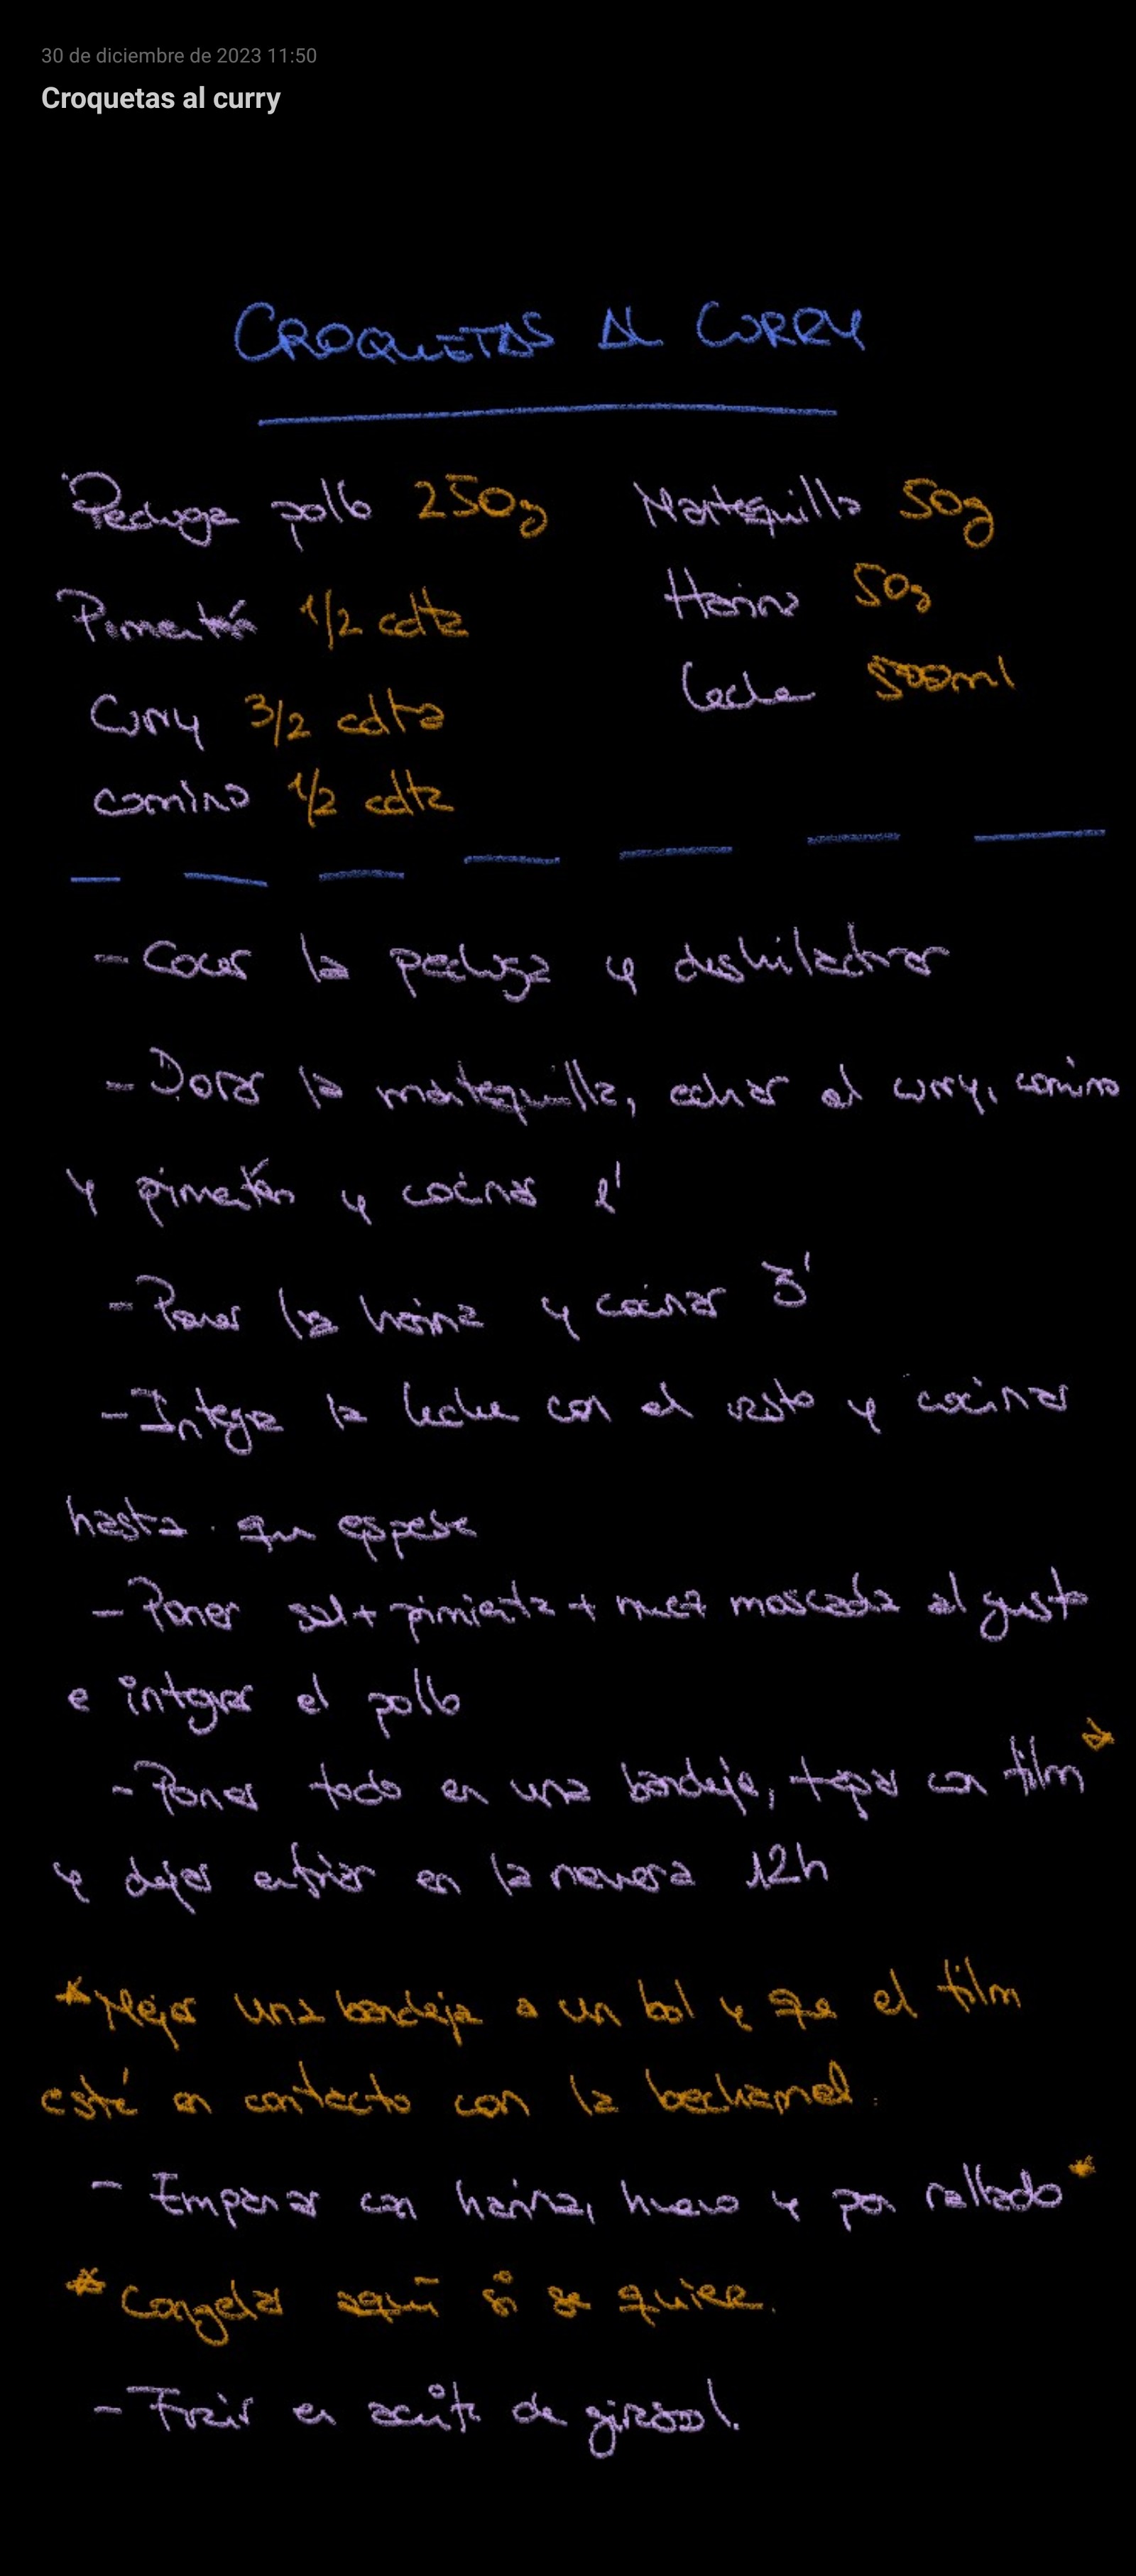 30 de diciembre de 2023 11:50
Croquetas al curry
CROQUETAS AL CURRY
Pechuga pollo 250g Mantequilla 50g
Pimentón 1/2 cdta Harina 50g
Curry 3/2 cdta Leche 500ml
comino 1/2 cdta
- Cocer la pechuga y deshilachar
- Dorar la mantequilla, echar el curry, comino
y pimentón y cocinar 1'
- Poner la harina y cocinar 3'
- Integrar la leche con el resto y cocinar
hasta que espese
- Poner sal + pimienta + nuez moscada al gusto
e integrar el pollo
- Poner todo en una bandeja, tapar con film *
y dejar enfriar en la nevera 12h
* Mejor una bandeja a un bol y que el film
esté en contacto con la bechamel.
- Empanar con harina, huevo y pan rallado *
* Congelar aquí si se quiere.
- Freír en aceite de girasol.